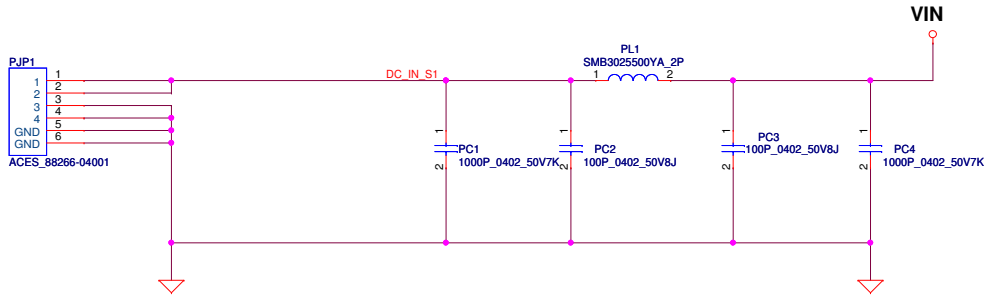 VIN
PJP1
1
2
3
4
GND
GND
1
2
3
4
5
6
ACES_88266-04001
DC_IN_S1
PL1
SMB3025500YA_2P
1
2
1
2
PC1
1000P_0402_50V7K
1
2
PC2
100P_0402_50V8J
1
2
PC3
100P_0402_50V8J
1
2
PC4
1000P_0402_50V7K